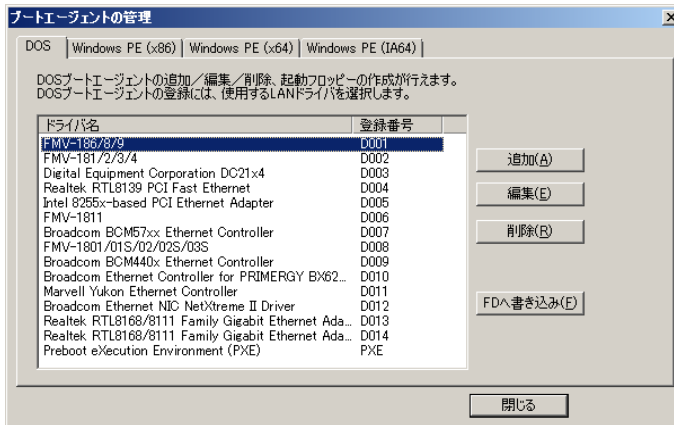 ブートエージェントの管理
DOS Windows PE (x86) Windows PE (x64) Windows PE (IA64)
DOSブートエージェントの追加／編集／削除、起動フロッピーの作成が行えます。
DOSブートエージェントの登録には、使用するLANドライバを選択します。
ドライバ名 登録番号
FMV-186/8/9 D001
FMV-181/2/3/4 D002
Digital Equipment Corporation DC21x4 D003
Realtek RTL8139 PCI Fast Ethernet D004
Intel 8255x-based PCI Ethernet Adapter D005
FMV-1811 D006
Broadcom BCM57xx Ethernet Controller D007
FMV-1801/01S/02/02S/03S D008
Broadcom BCM440x Ethernet Controller D009
Broadcom Ethernet Controller for PRIMERGY BX62... D010
Marvell Yukon Ethernet Controller D011
Broadcom Ethernet NIC NetXtreme II Driver D012
Realtek RTL8168/8111 Family Gigabit Ethernet Ada... D013
Realtek RTL8168/8111 Family Gigabit Ethernet Ada... D014
Preboot eXecution Environment (PXE) PXE
追加(A)
編集(E)
削除(R)
FDへ書き込み(F)
閉じる